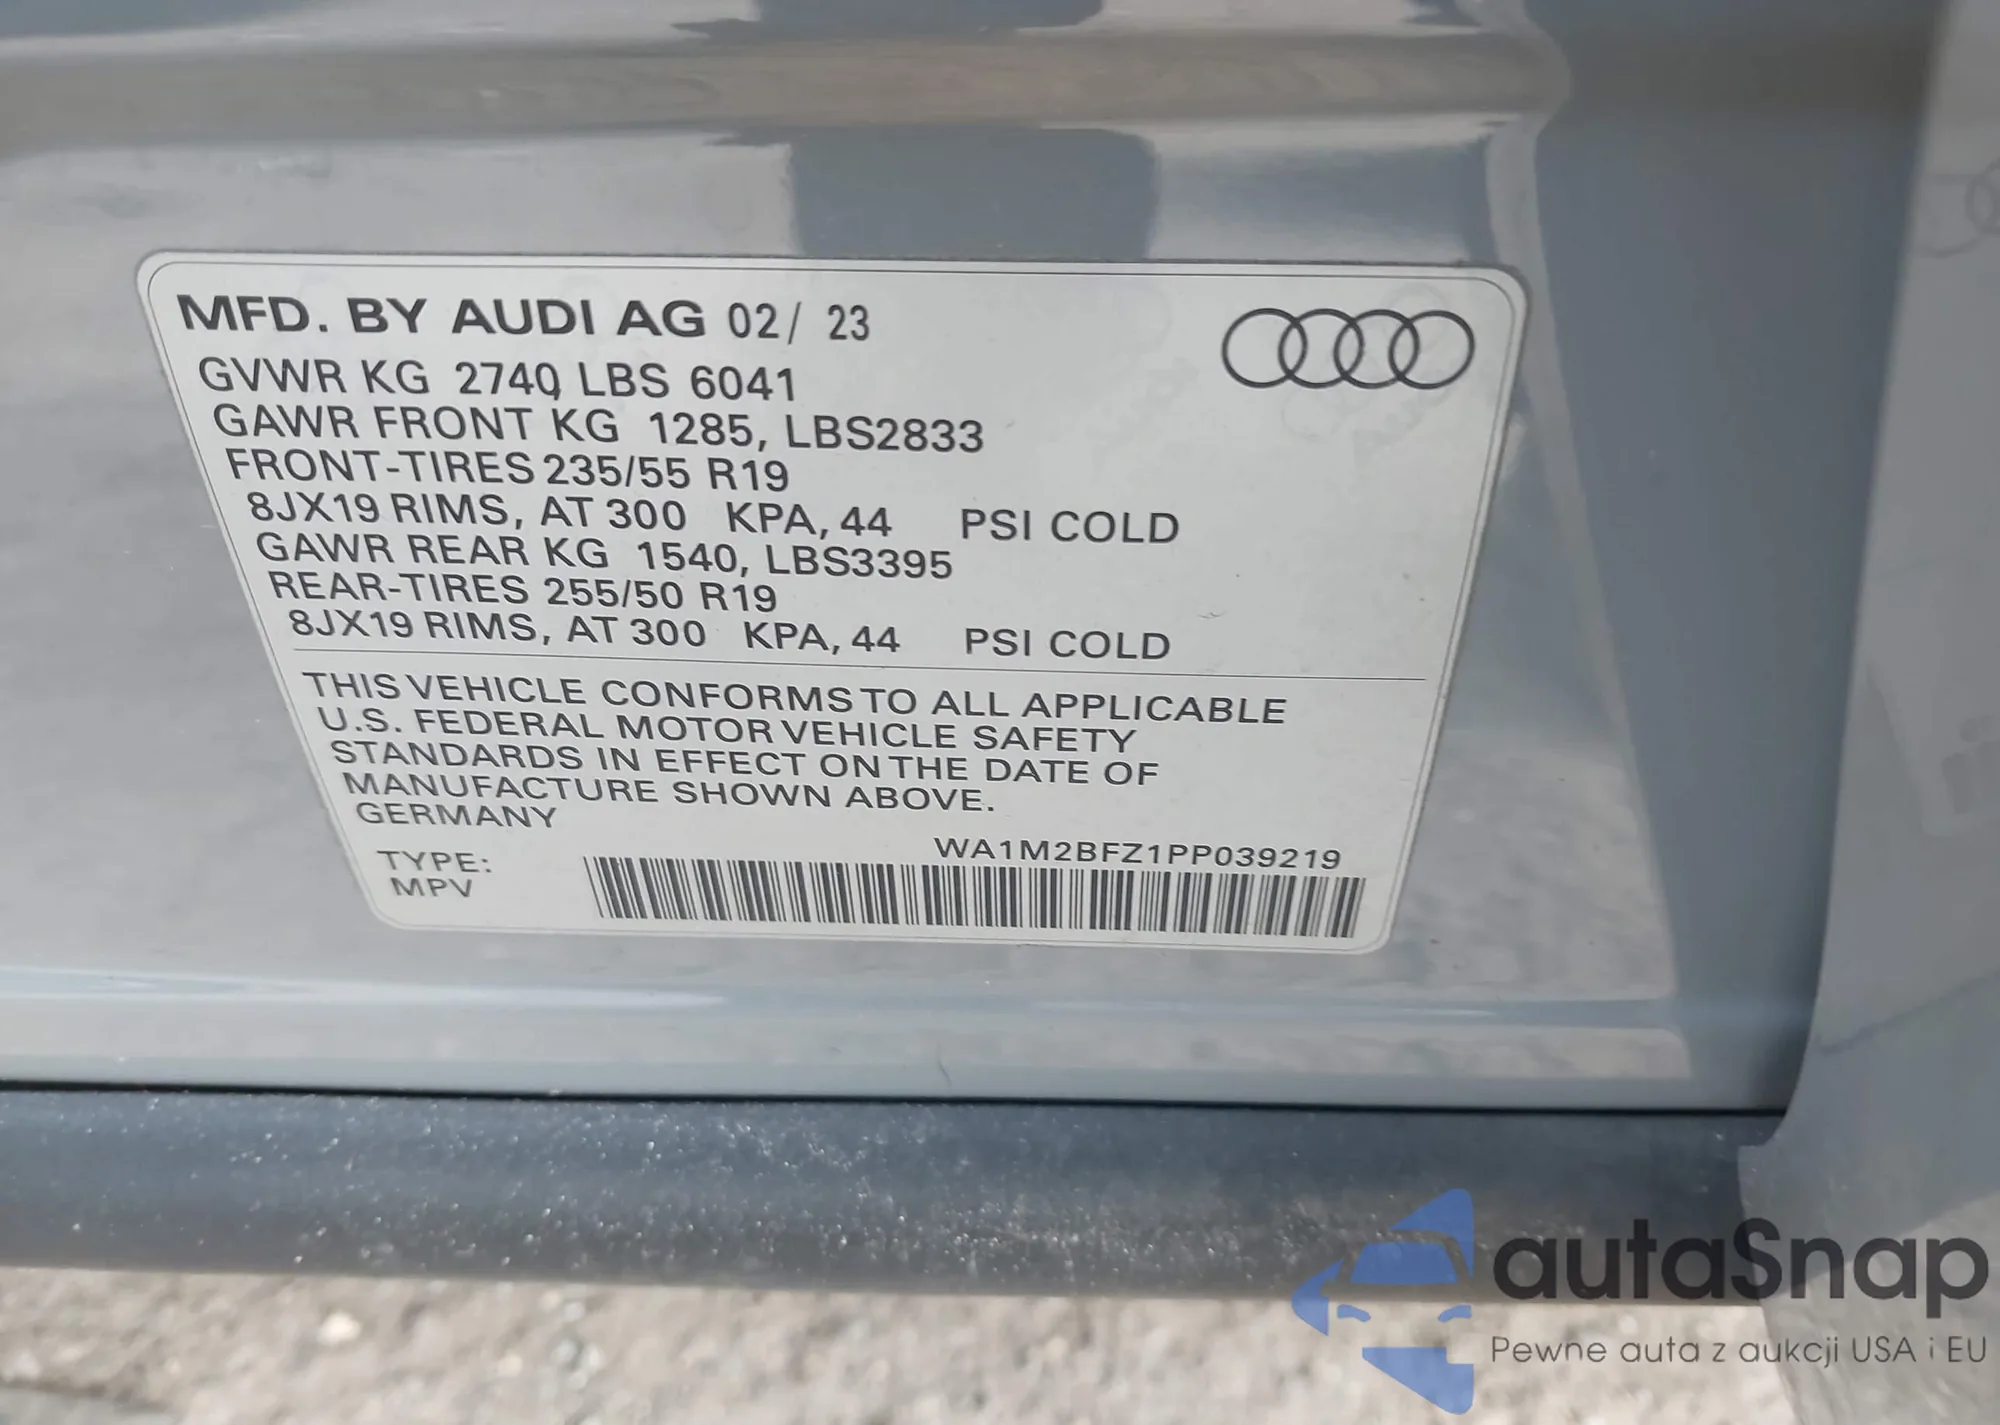 MFD. BY AUDI AG 02/ 23
GVWR KG 2740, LBS 6041
GAWR FRONT KG 1285, LBS2833
FRONT-TIRES 235/55 R19
8JX19 RIMS, AT 300 KPA, 44 PSI COLD
GAWR REAR KG 1540, LBS3395
REAR-TIRES 255/50 R19
8JX19 RIMS, AT 300 KPA, 44 PSI COLD
THIS VEHICLE CONFORMS TO ALL APPLICABLE
U.S. FEDERAL MOTOR VEHICLE SAFETY
STANDARDS IN EFFECT ON THE DATE OF
MANUFACTURE SHOWN ABOVE.
GERMANY
WA1M2BFZ1PP039219
TYPE:
MPV
autaSnap
Pewne auta z aukcji USA i EU